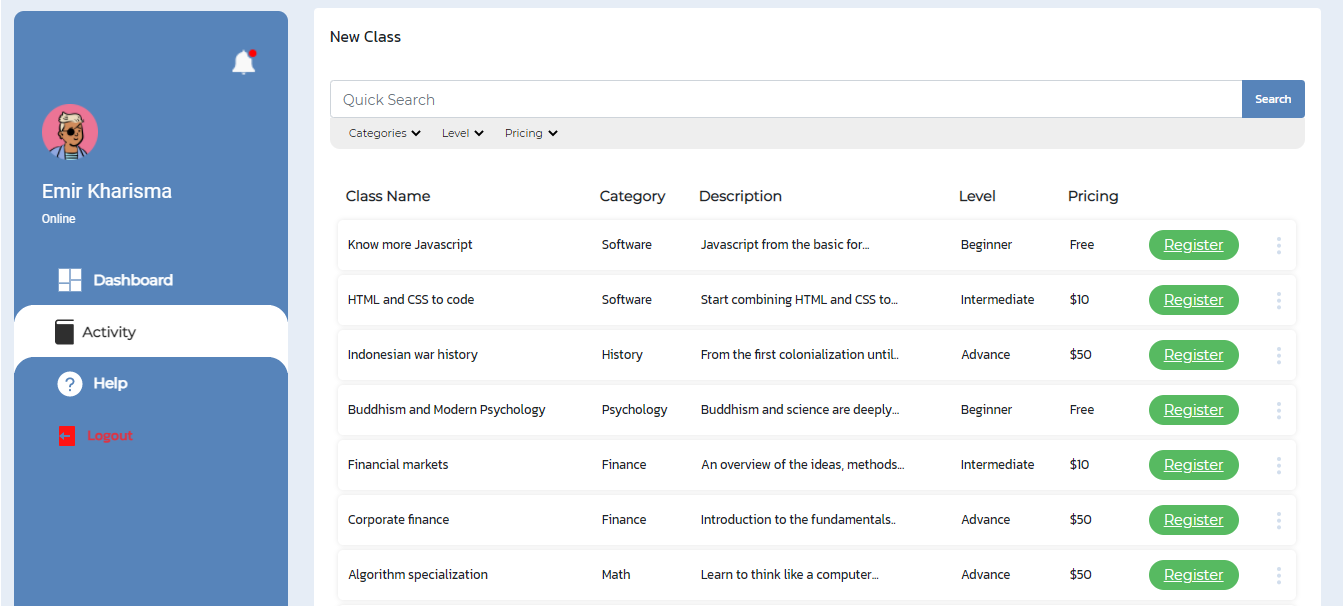 Emir Kharisma
Online
Dashboard
Activity
? Help
Logout
New Class
Quick Search Search
Categories Level Pricing
Class Name Category Description Level Pricing
Know more Javascript Software Javascript from the basic for... Beginner Free Register
HTML and CSS to code Software Start combining HTML and CSS to... Intermediate $10 Register
Indonesian war history History From the first colonialization until.. Advance $50 Register
Buddhism and Modern Psychology Psychology Buddhism and science are deeply... Beginner Free Register
Financial markets Finance An overview of the ideas, methods... Intermediate $10 Register
Corporate finance Finance Introduction to the fundamentals.. Advance $50 Register
Algorithm specialization Math Learn to think like a computer... Advance $50 Register